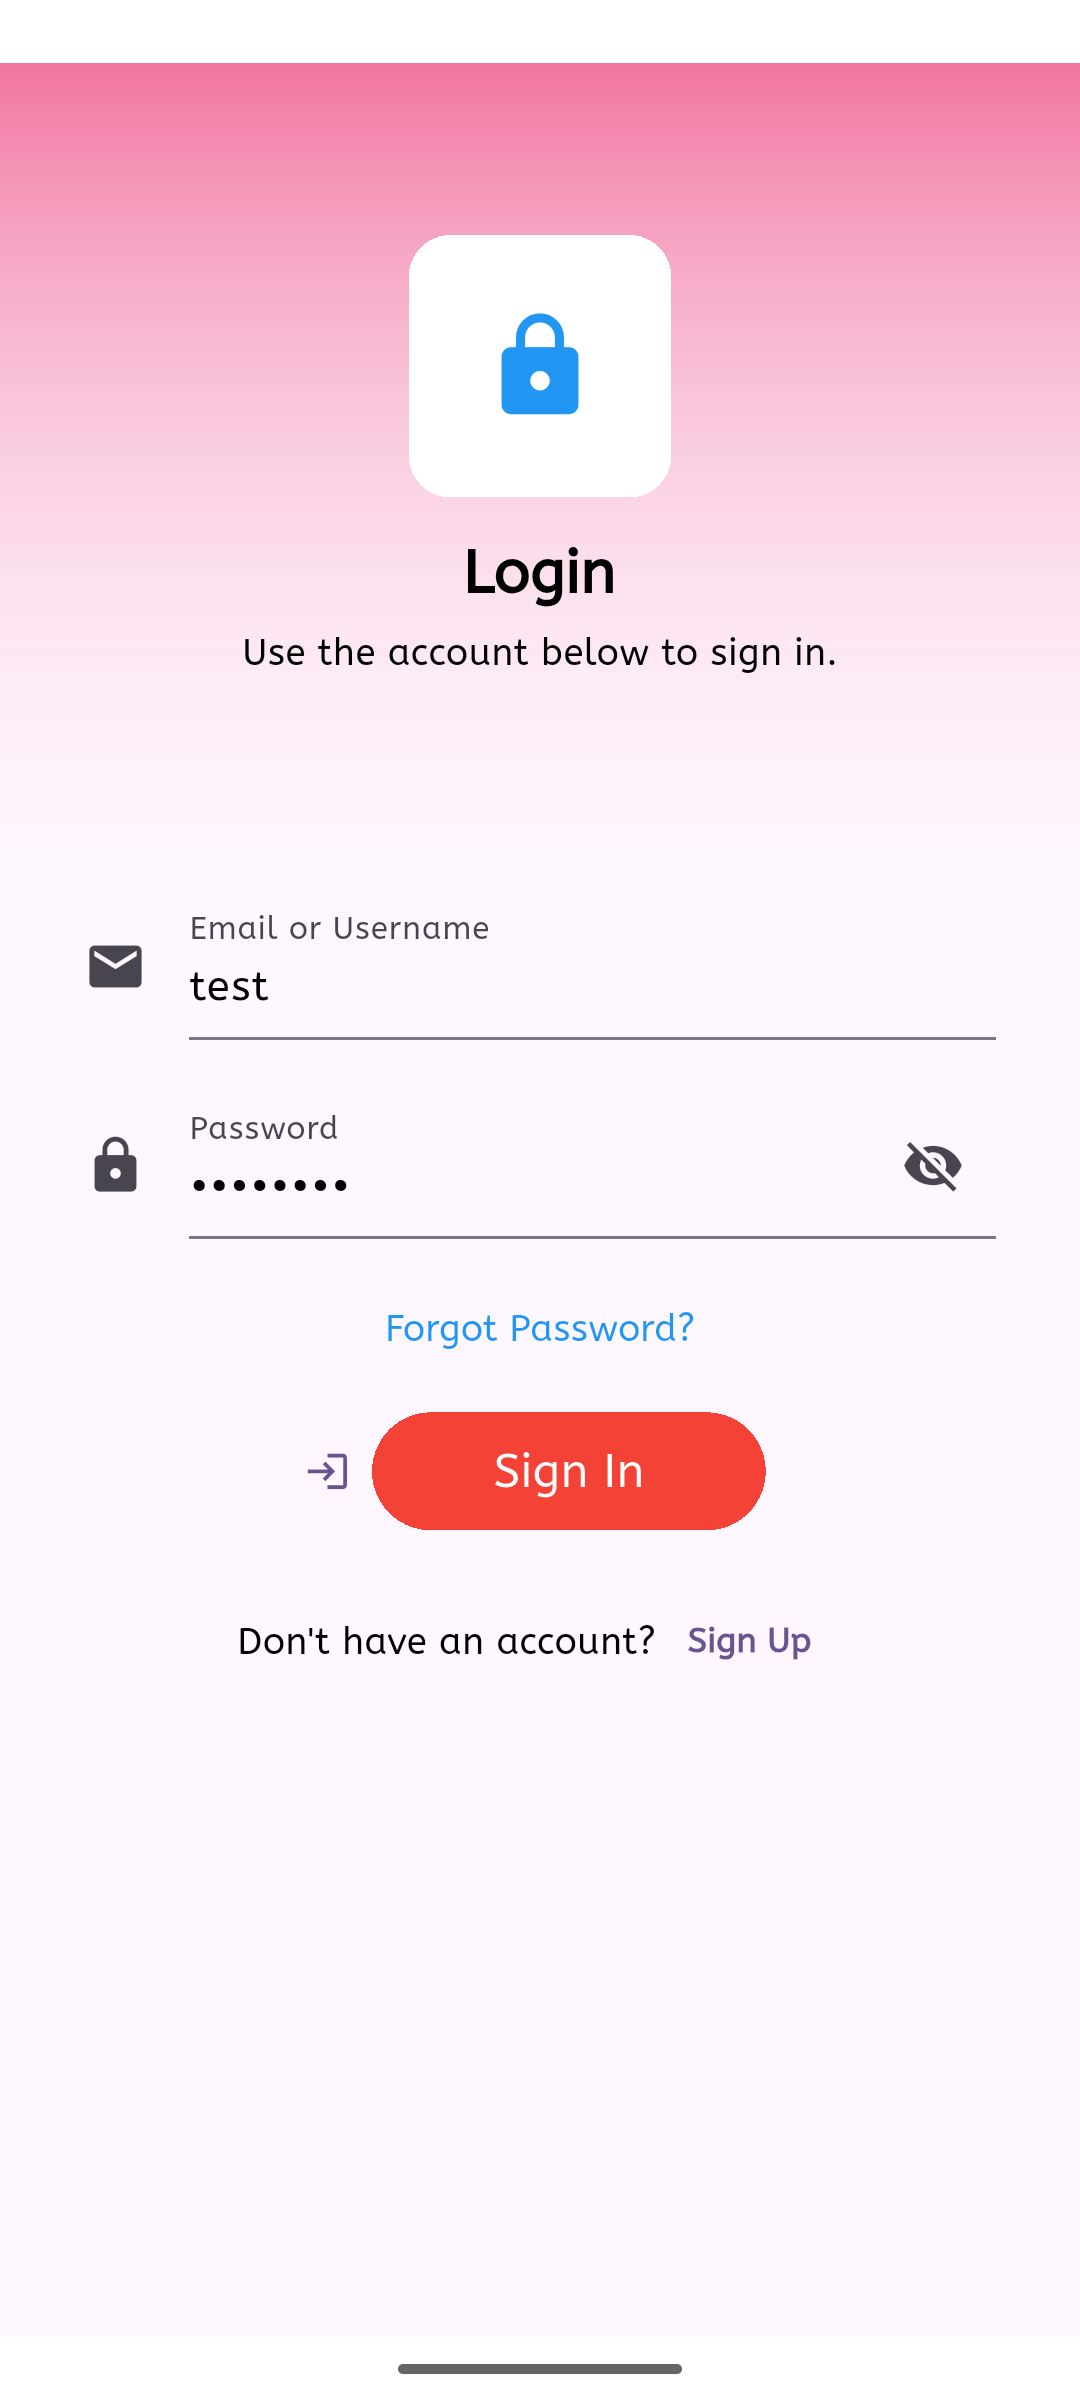 Login
Use the account below to sign in.
Email or Username
test
Password
••••••••
Forgot Password?
Sign In
Don't have an account? Sign Up